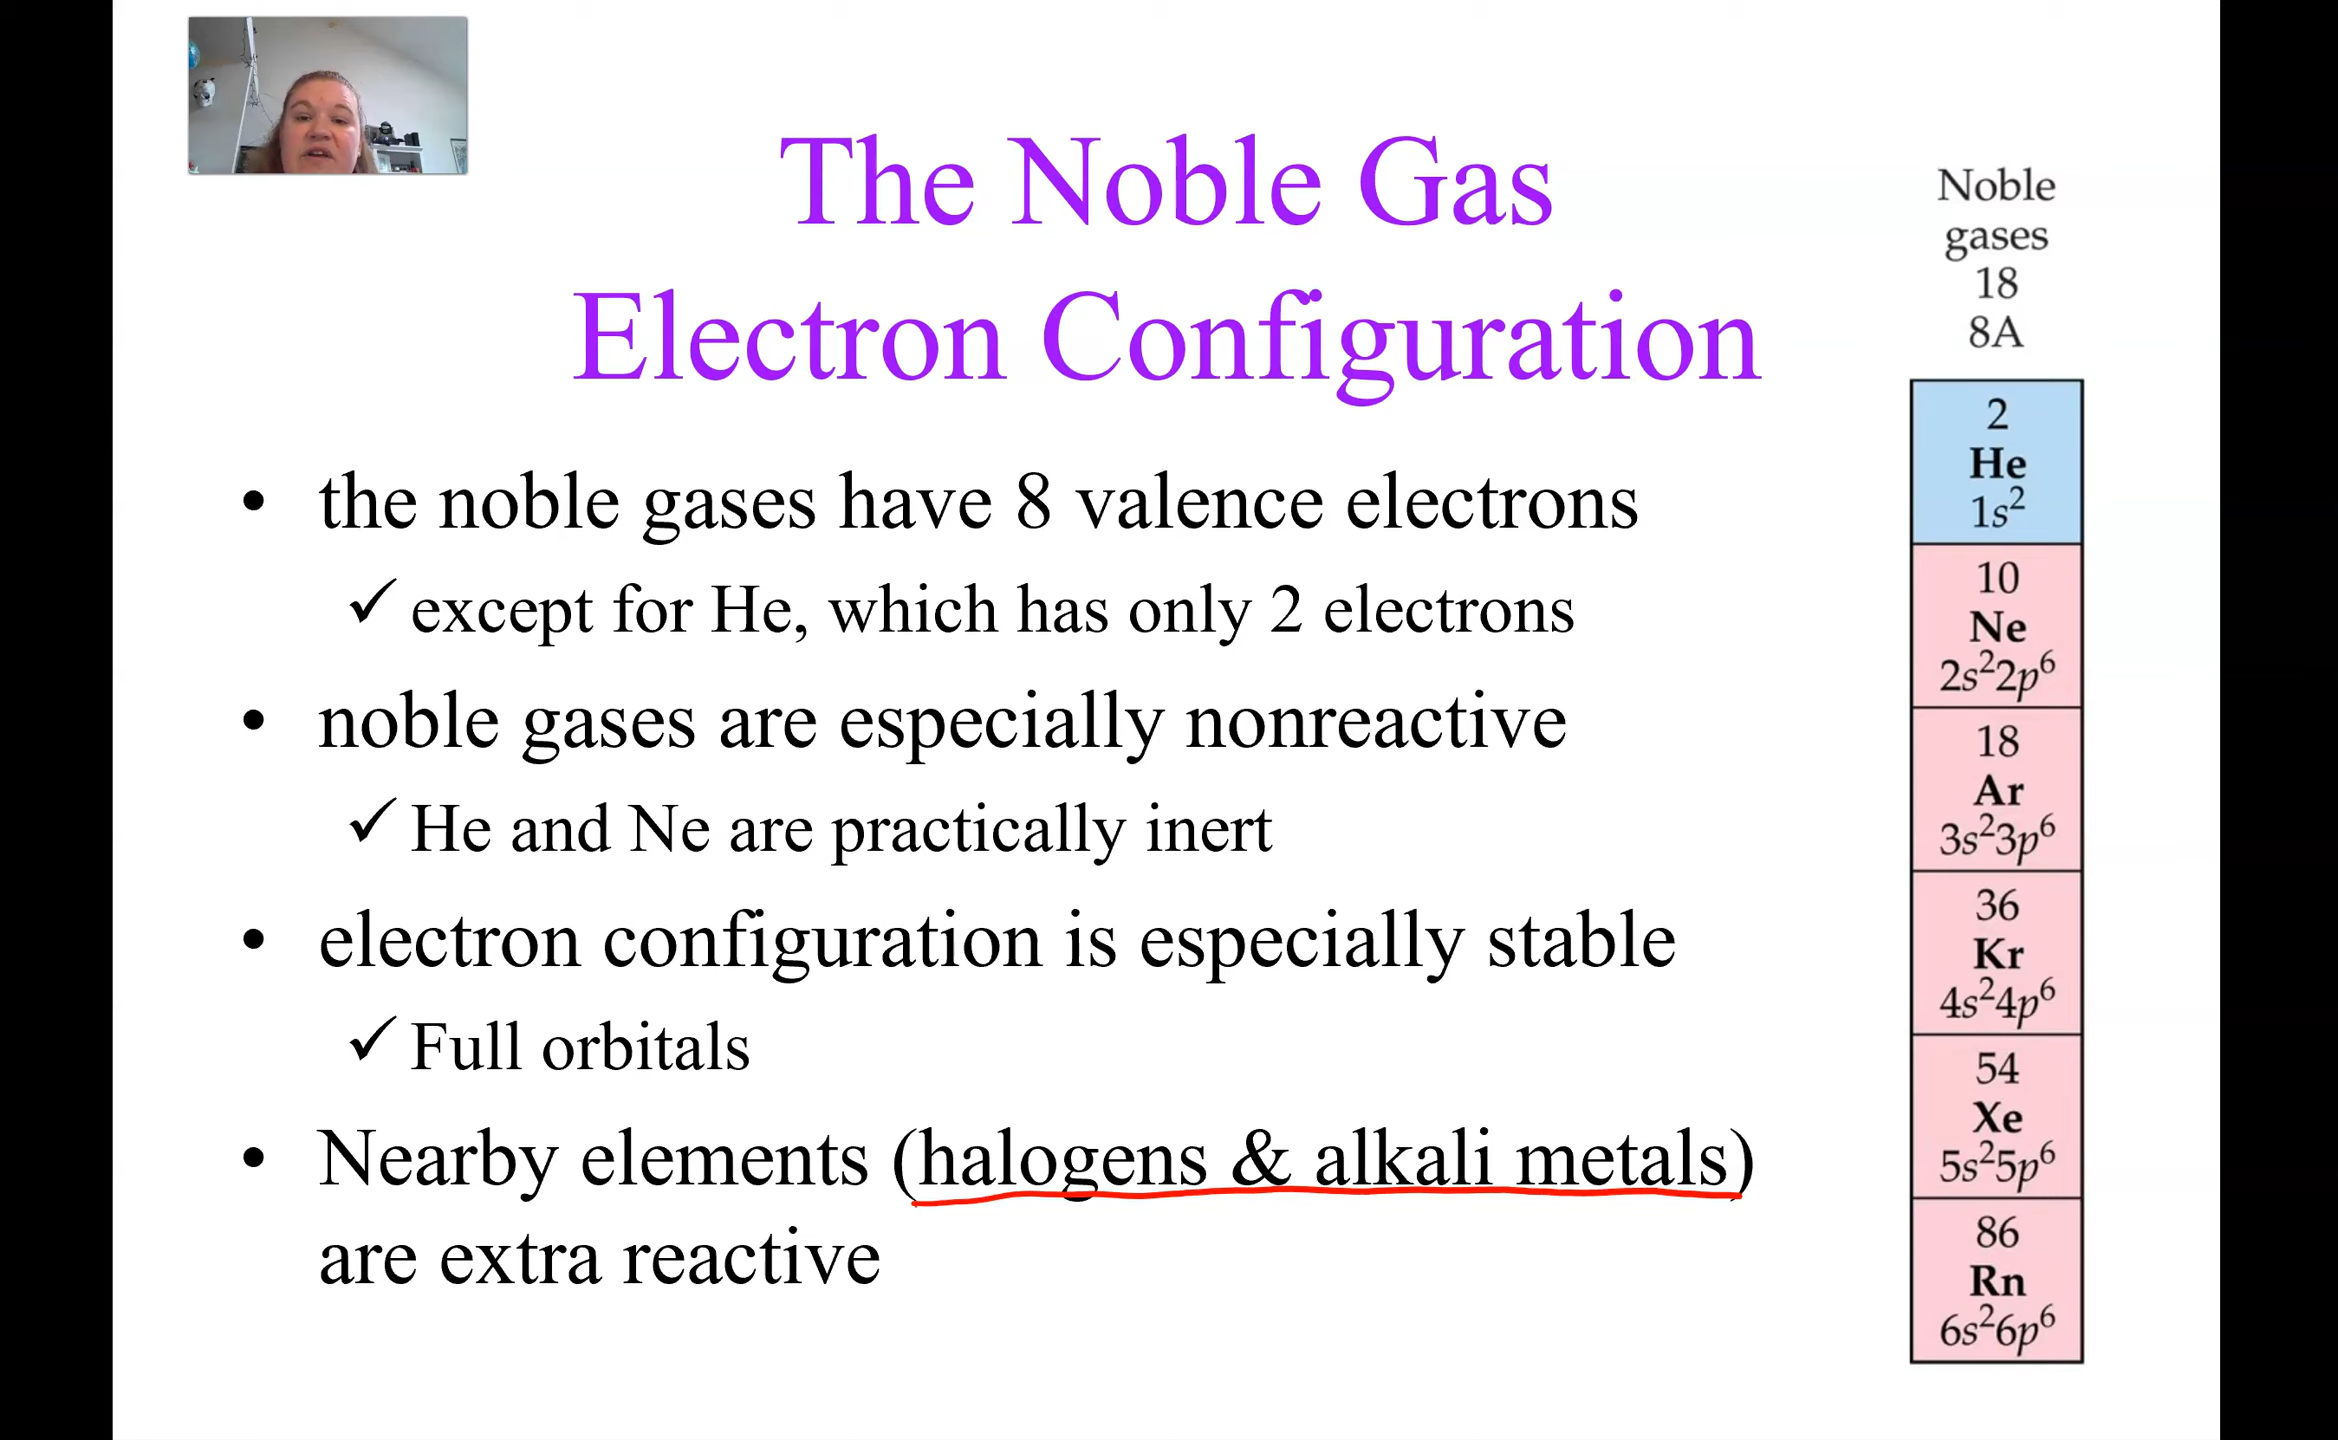 The Noble Gas
Electron Configuration
• the noble gases have 8 valence electrons
✓ except for He, which has only 2 electrons
• noble gases are especially nonreactive
✓ He and Ne are practically inert
• electron configuration is especially stable
✓ Full orbitals
• Nearby elements (halogens & alkali metals)
are extra reactive
Noble
gases
18
8A
2
He
1s²
10
Ne
2s²2p⁶
18
Ar
3s²3p⁶
36
Kr
4s²4p⁶
54
Xe
5s²5p⁶
86
Rn
6s²6p⁶